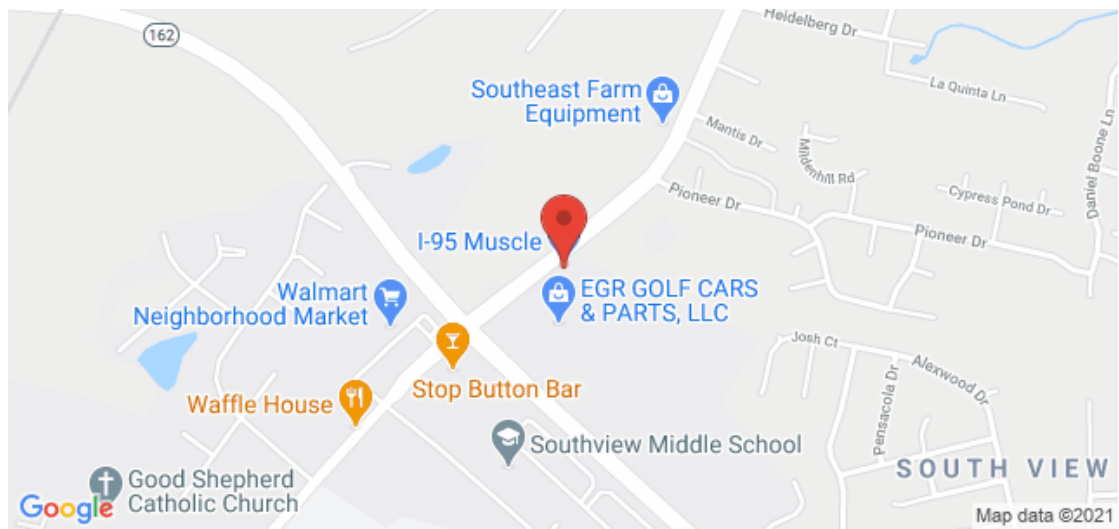 162
Heidelberg Dr
La Quinta Ln
Southeast Farm
Equipment
Mantis Dr
Mildenhill Rd
Daniel Boone Ln
Pioneer Dr
Cypress Pond Dr
Pioneer Dr
I-95 Muscle
EGR GOLF CARS
& PARTS, LLC
Walmart
Neighborhood Market
Josh Ct
Alexwood Dr
Pensacola Dr
Stop Button Bar
Waffle House
Southview Middle School
SOUTH VIEW
Good Shepherd
Catholic Church
Google
Map data ©2021